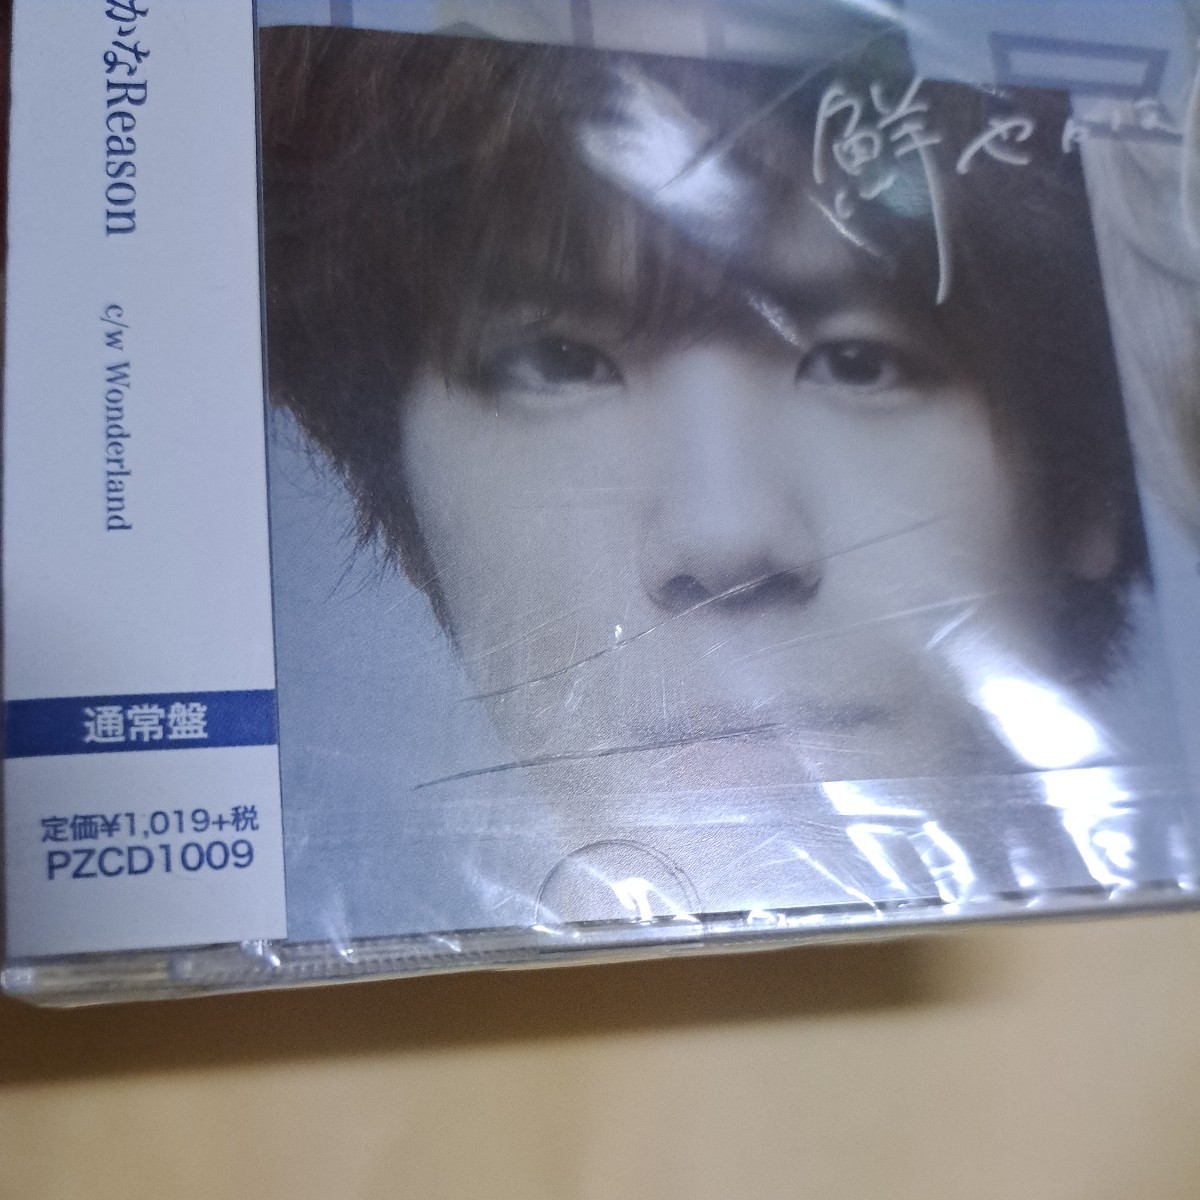 かなReason
c/w Wonderland
鮮やか
通常盤
定価¥1,019+税
PZCD1009